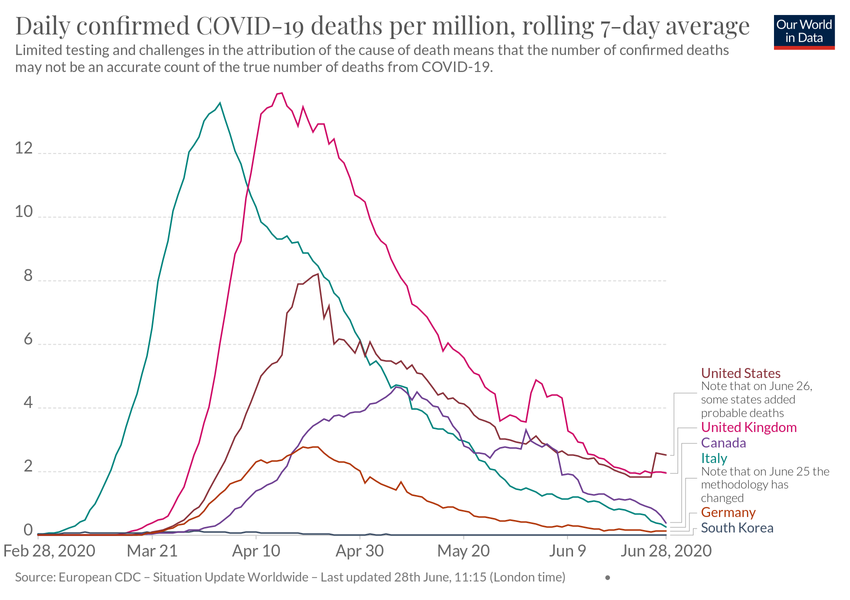 Daily confirmed COVID-19 deaths per million, rolling 7-day average
Our World
in Data
Limited testing and challenges in the attribution of the cause of death means that the number of confirmed deaths
may not be an accurate count of the true number of deaths from COVID-19.
12
10
8
6
4
2
0
Feb 28, 2020
Mar 21
Apr 10
Apr 30
May 20
Jun 9
Jun 28, 2020
United States
Note that on June 26,
some states added
probable deaths
United Kingdom
Canada
Italy
Note that on June 25 the
methodology has
changed
Germany
South Korea
Source: European CDC – Situation Update Worldwide – Last updated 28th June, 11:15 (London time)